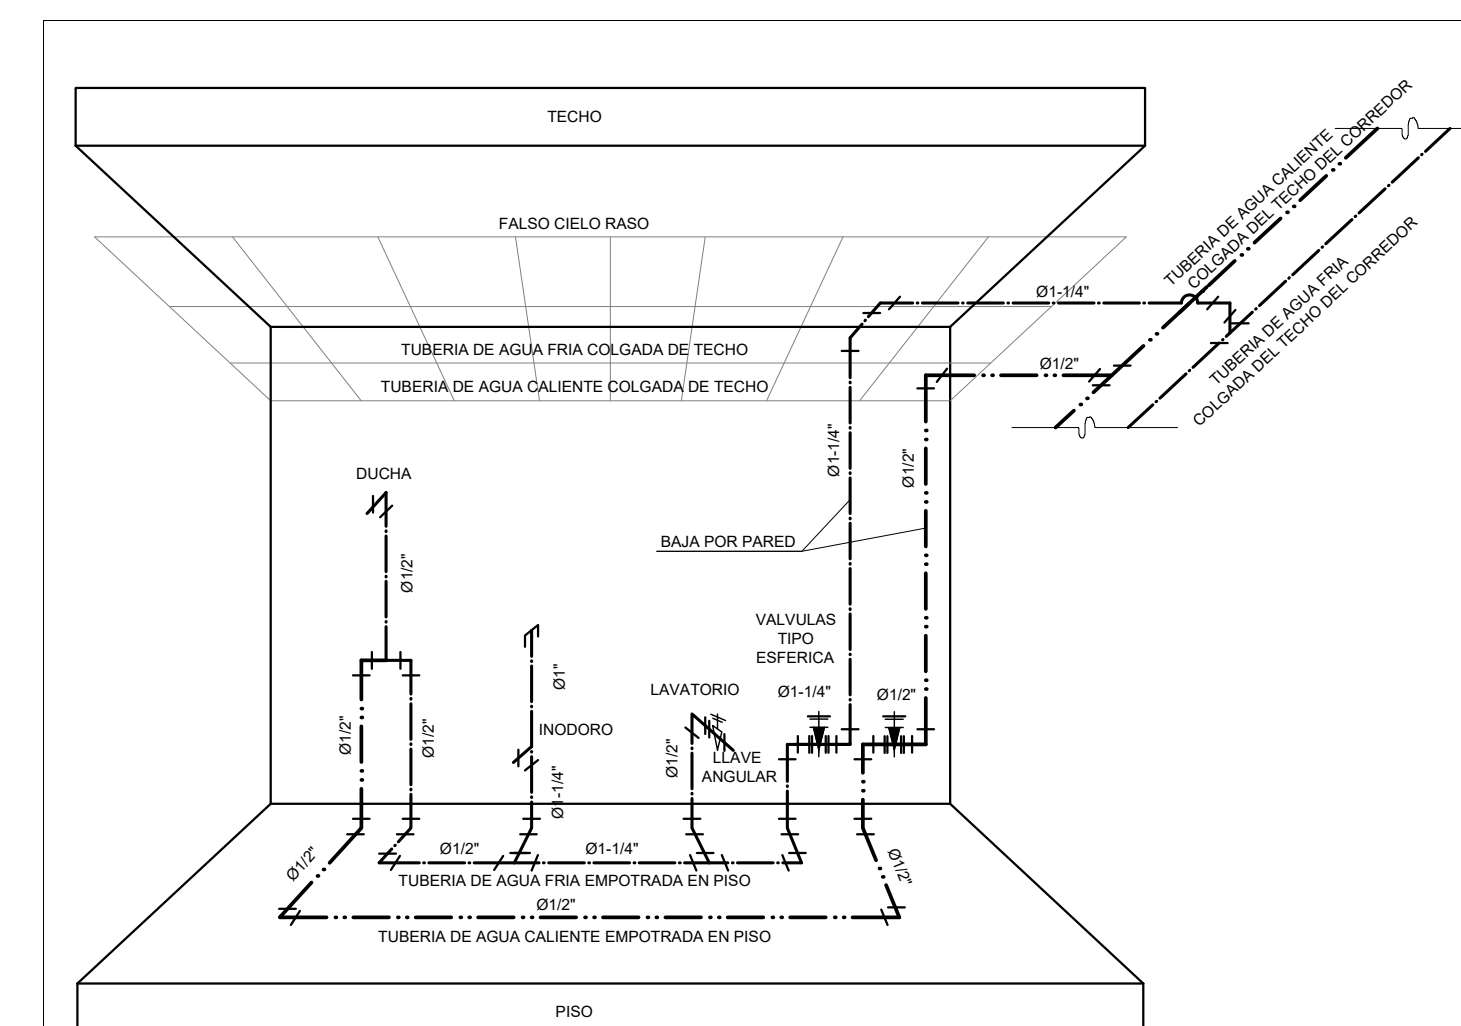 TECHO
FALSO CIELO RASO
TUBERIA DE AGUA CALIENTE
COLGADA DEL TECHO DEL CORREDOR
Ø1-1/4"
TUBERIA DE AGUA FRIA
COLGADA DEL TECHO DEL CORREDOR
TUBERIA DE AGUA FRIA COLGADA DE TECHO
Ø1/2"
TUBERIA DE AGUA CALIENTE COLGADA DE TECHO
Ø1-1/4"
Ø1/2"
DUCHA
BAJA POR PARED
Ø1/2"
VALVULAS
TIPO
ESFERICA
Ø1"
LAVATORIO
Ø1-1/4"
Ø1/2"
Ø1/2"
Ø1/2"
INODORO
Ø1/2"
LLAVE
ANGULAR
Ø1-1/4"
Ø1/2"
Ø1/2"
Ø1-1/4"
Ø1/2"
TUBERIA DE AGUA FRIA EMPOTRADA EN PISO
Ø1/2"
TUBERIA DE AGUA CALIENTE EMPOTRADA EN PISO
PISO